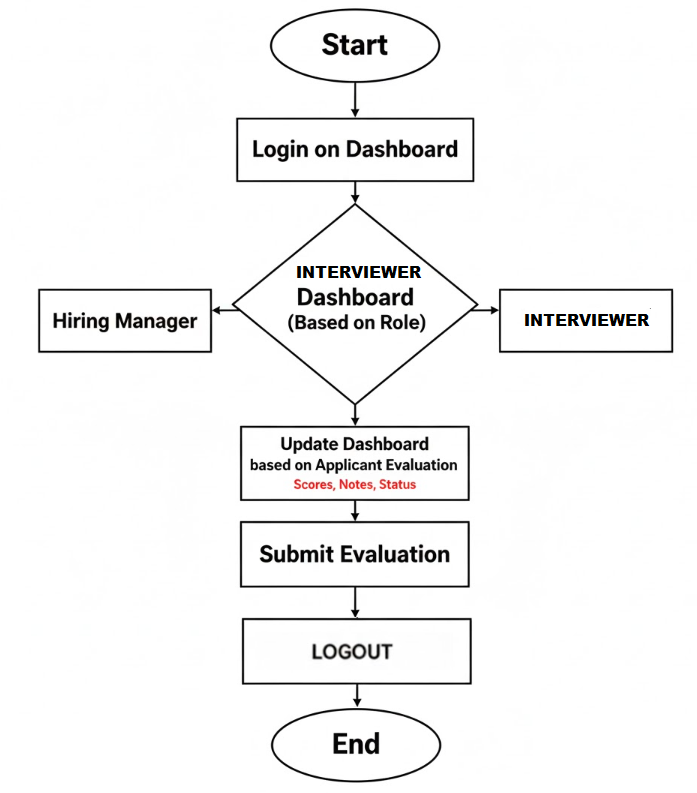 Start
Login on Dashboard
INTERVIEWER
Dashboard
(Based on Role)
Hiring Manager
INTERVIEWER
Update Dashboard
based on Applicant Evaluation
Scores, Notes, Status
Submit Evaluation
LOGOUT
End